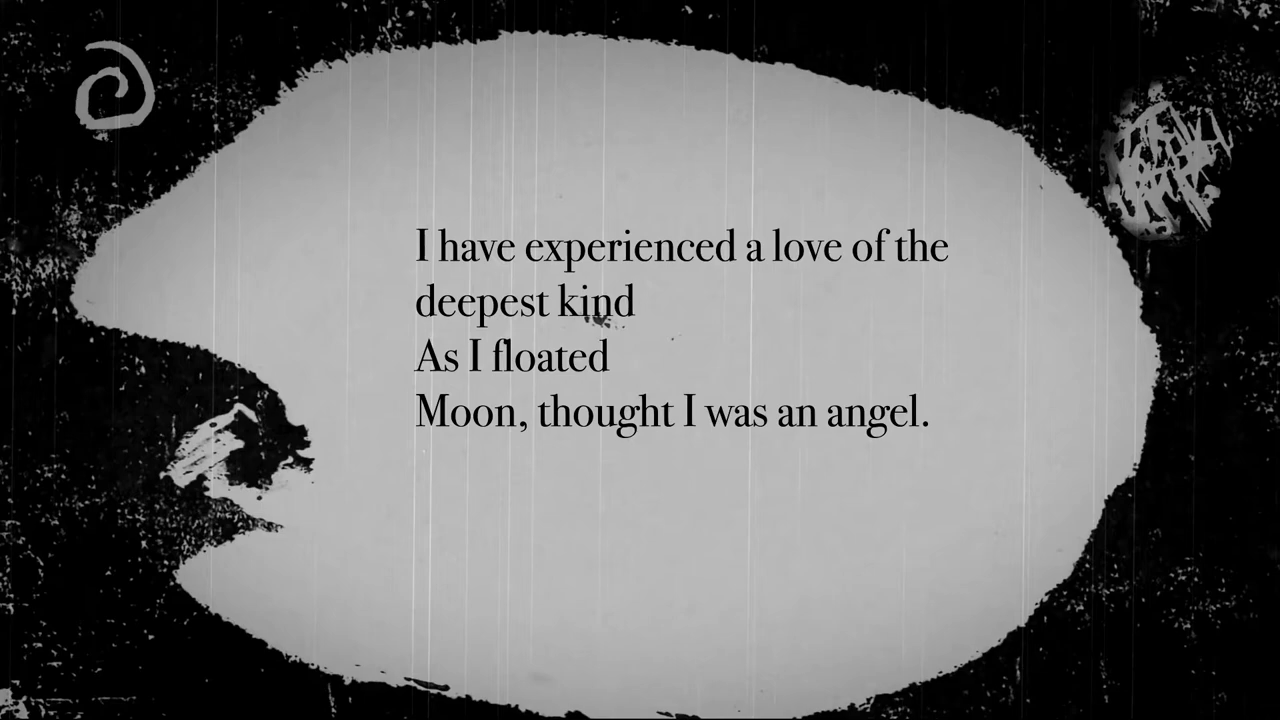 I have experienced a love of the
deepest kind
As I floated
Moon, thought I was an angel.